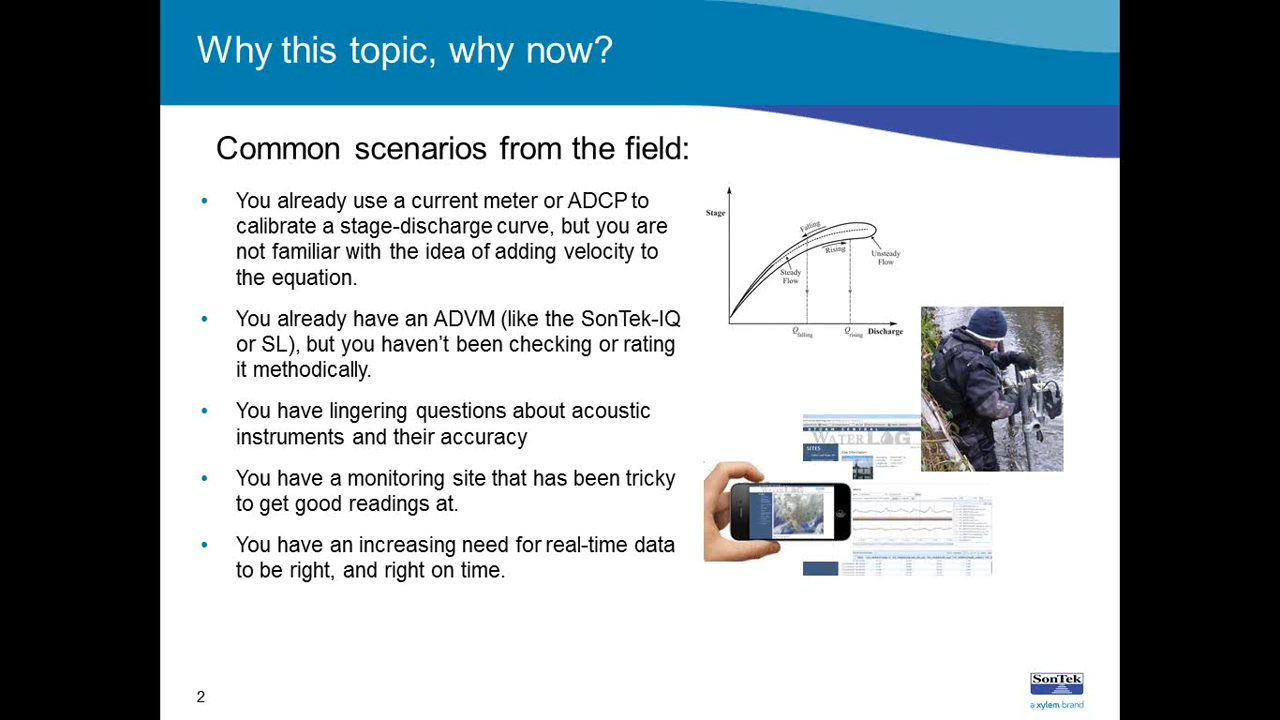 Why this topic, why now?
Common scenarios from the field:
• You already use a current meter or ADCP to
calibrate a stage-discharge curve, but you are
not familiar with the idea of adding velocity to
the equation.
• You already have an ADVM (like the SonTek-IQ
or SL), but you haven't been checking or rating
it methodically.
• You have lingering questions about acoustic
instruments and their accuracy
• You have a monitoring site that has been tricky
to get good readings at.
• You have an increasing need for real-time data
to be right, and right on time.
Stage
Falling
Rising
Steady
Flow
Unsteady
Flow
Q falling
Q rising
Discharge
STORM CENTRAL
WATERLOG
SITES
2
SonTek
a xylem brand